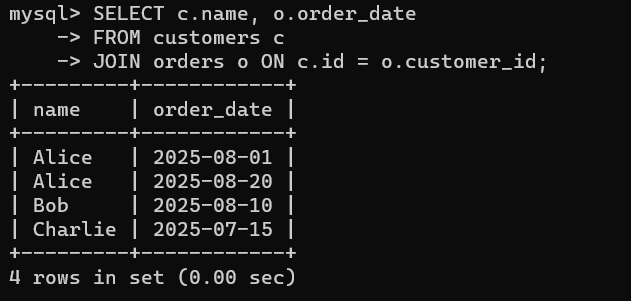 mysql> SELECT c.name, o.order_date
    -> FROM customers c
    -> JOIN orders o ON c.id = o.customer_id;
+---------+------------+
| name    | order_date |
+---------+------------+
| Alice   | 2025-08-01 |
| Alice   | 2025-08-20 |
| Bob     | 2025-08-10 |
| Charlie | 2025-07-15 |
+---------+------------+
4 rows in set (0.00 sec)